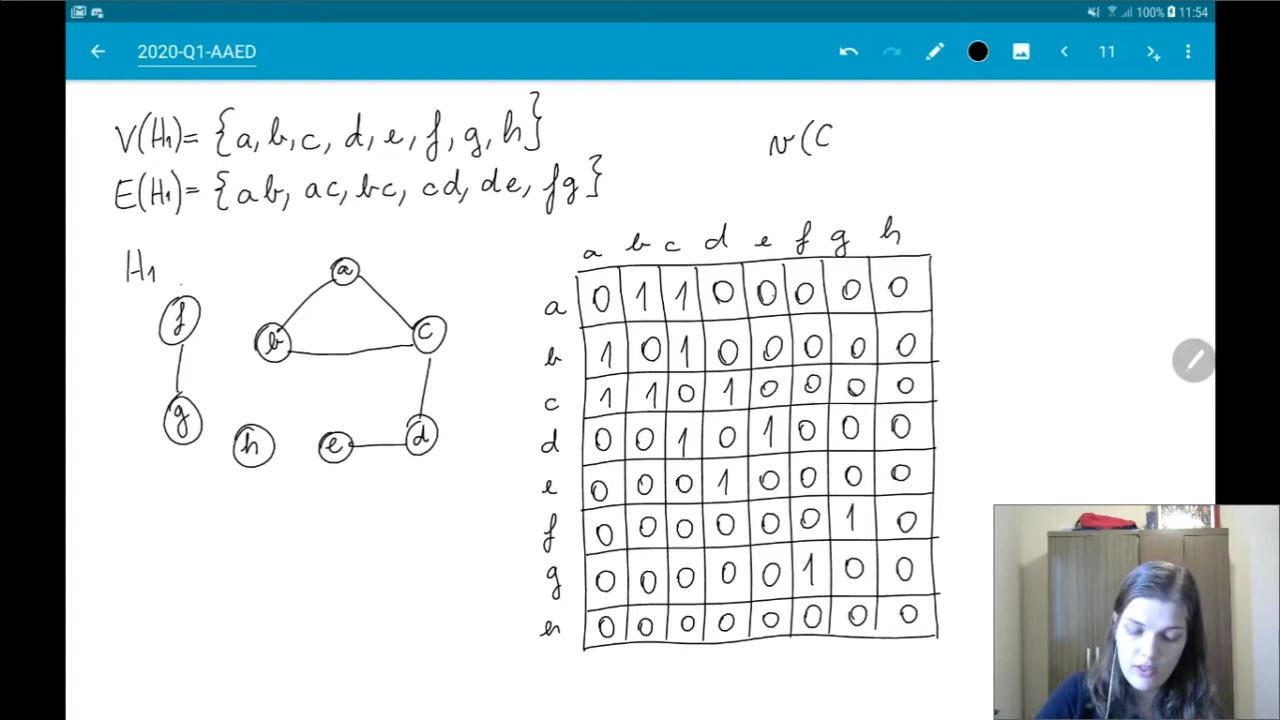 100% 11:54
2020-Q1-AAED
11
V(H₁)= {a, b, c, d, e, f, g, h}
E(H₁)= {ab, ac, bc, cd, de, fg}
v(C
H₁
a
f
b
c
g
h
e
d
a b c d e f g h
a 0 1 1 0 0 0 0 0
b 1 0 1 0 0 0 0 0
c 1 1 0 1 0 0 0 0
d 0 0 1 0 1 0 0 0
e 0 0 0 1 0 0 0 0
f 0 0 0 0 0 0 1 0
g 0 0 0 0 0 1 0 0
h 0 0 0 0 0 0 0 0